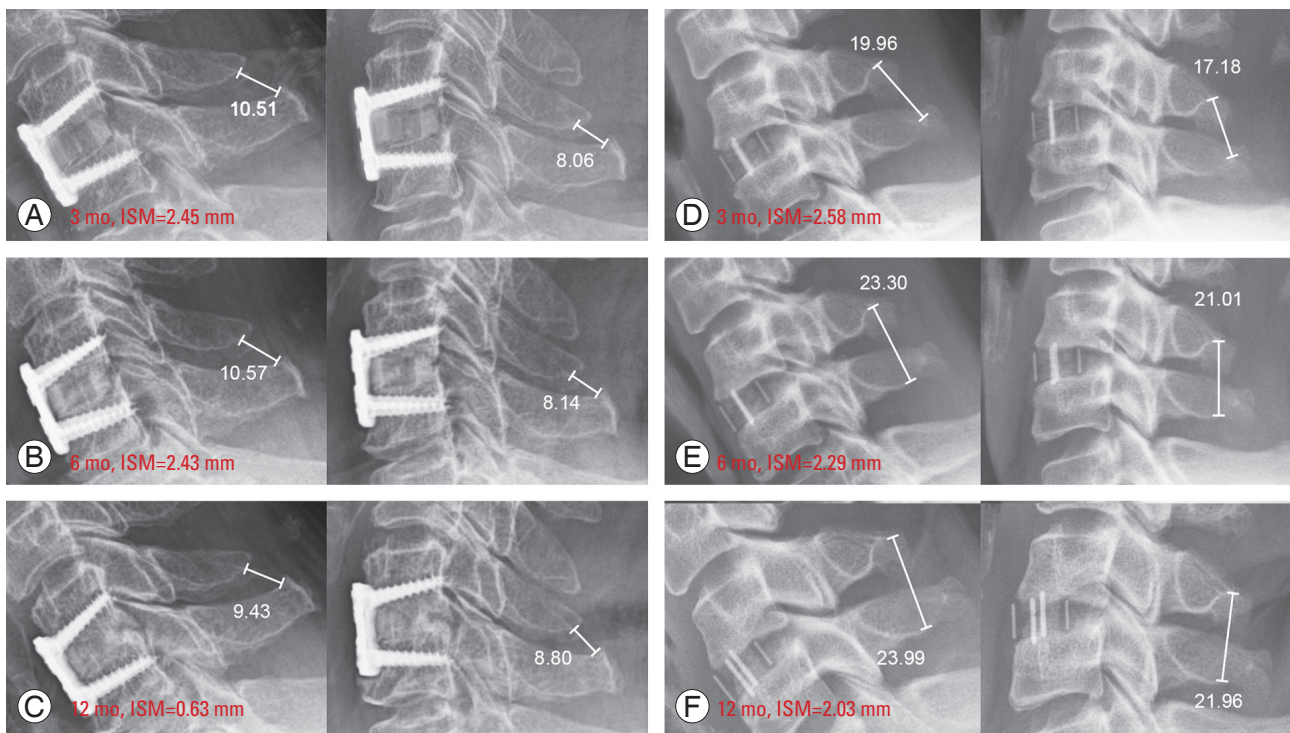 10.51
8.06
A 3 mo, ISM=2.45 mm
10.57
8.14
B 6 mo, ISM=2.43 mm
9.43
8.80
C 12 mo, ISM=0.63 mm
19.96
17.18
D 3 mo, ISM=2.58 mm
23.30
21.01
E 6 mo, ISM=2.29 mm
23.99
21.96
F 12 mo, ISM=2.03 mm